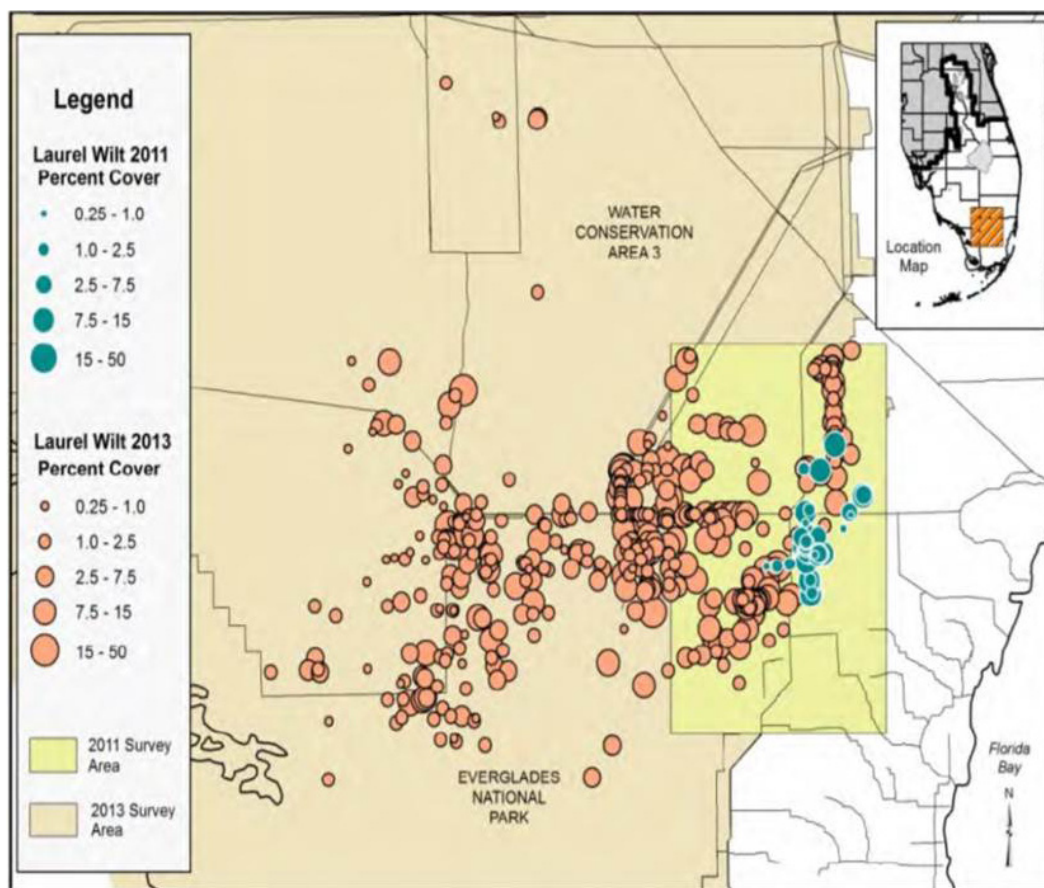 Legend
Laurel Wilt 2011
Percent Cover
0.25 - 1.0
1.0 - 2.5
2.5 - 7.5
7.5 - 15
15 - 50
Laurel Wilt 2013
Percent Cover
0.25 - 1.0
1.0 - 2.5
2.5 - 7.5
7.5 - 15
15 - 50
2011 Survey
Area
2013 Survey
Area
WATER
CONSERVATION
AREA 3
EVERGLADES
NATIONAL
PARK
Location
Map
Florida
Bay
N